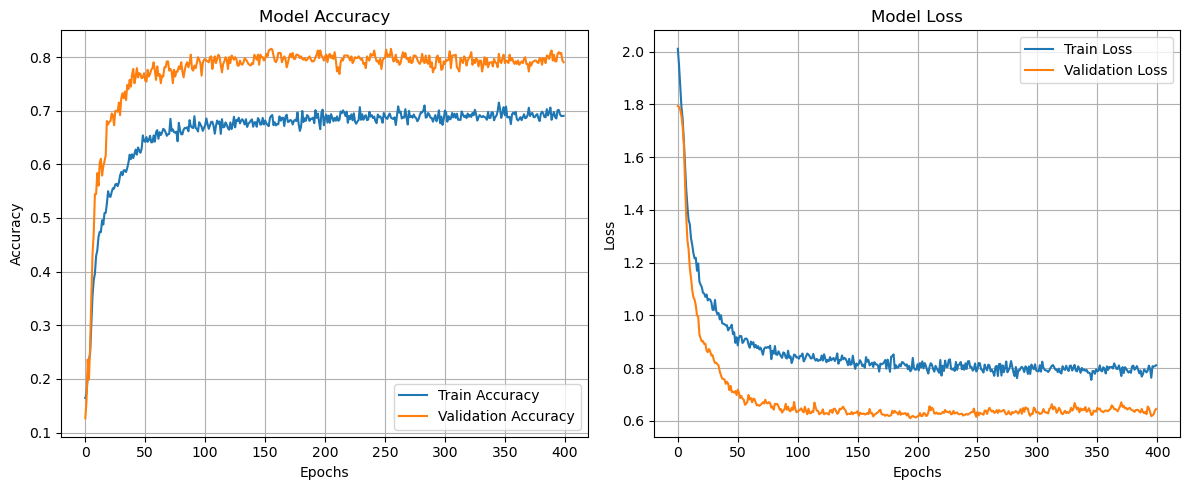 Model Accuracy
0.8
0.7
0.6
0.5
0.4
0.3
0.2
0.1
Accuracy
0 50 100 150 200 250 300 350 400
Epochs
Train Accuracy
Validation Accuracy
Model Loss
2.0
1.8
1.6
1.4
1.2
1.0
0.8
0.6
Loss
0 50 100 150 200 250 300 350 400
Epochs
Train Loss
Validation Loss